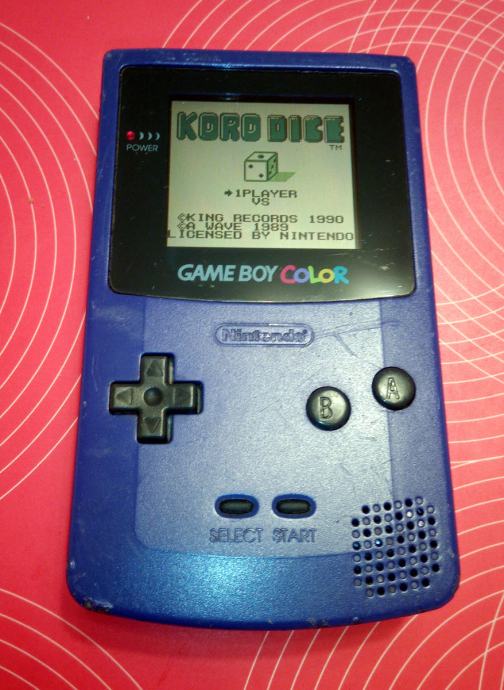 POWER
KORO DICE
TM
1PLAYER
VS
©KING RECORDS 1990
©A WAVE 1989
LICENSED BY NINTENDO
GAME BOY COLOR
Nintendo
B
A
SELECT START